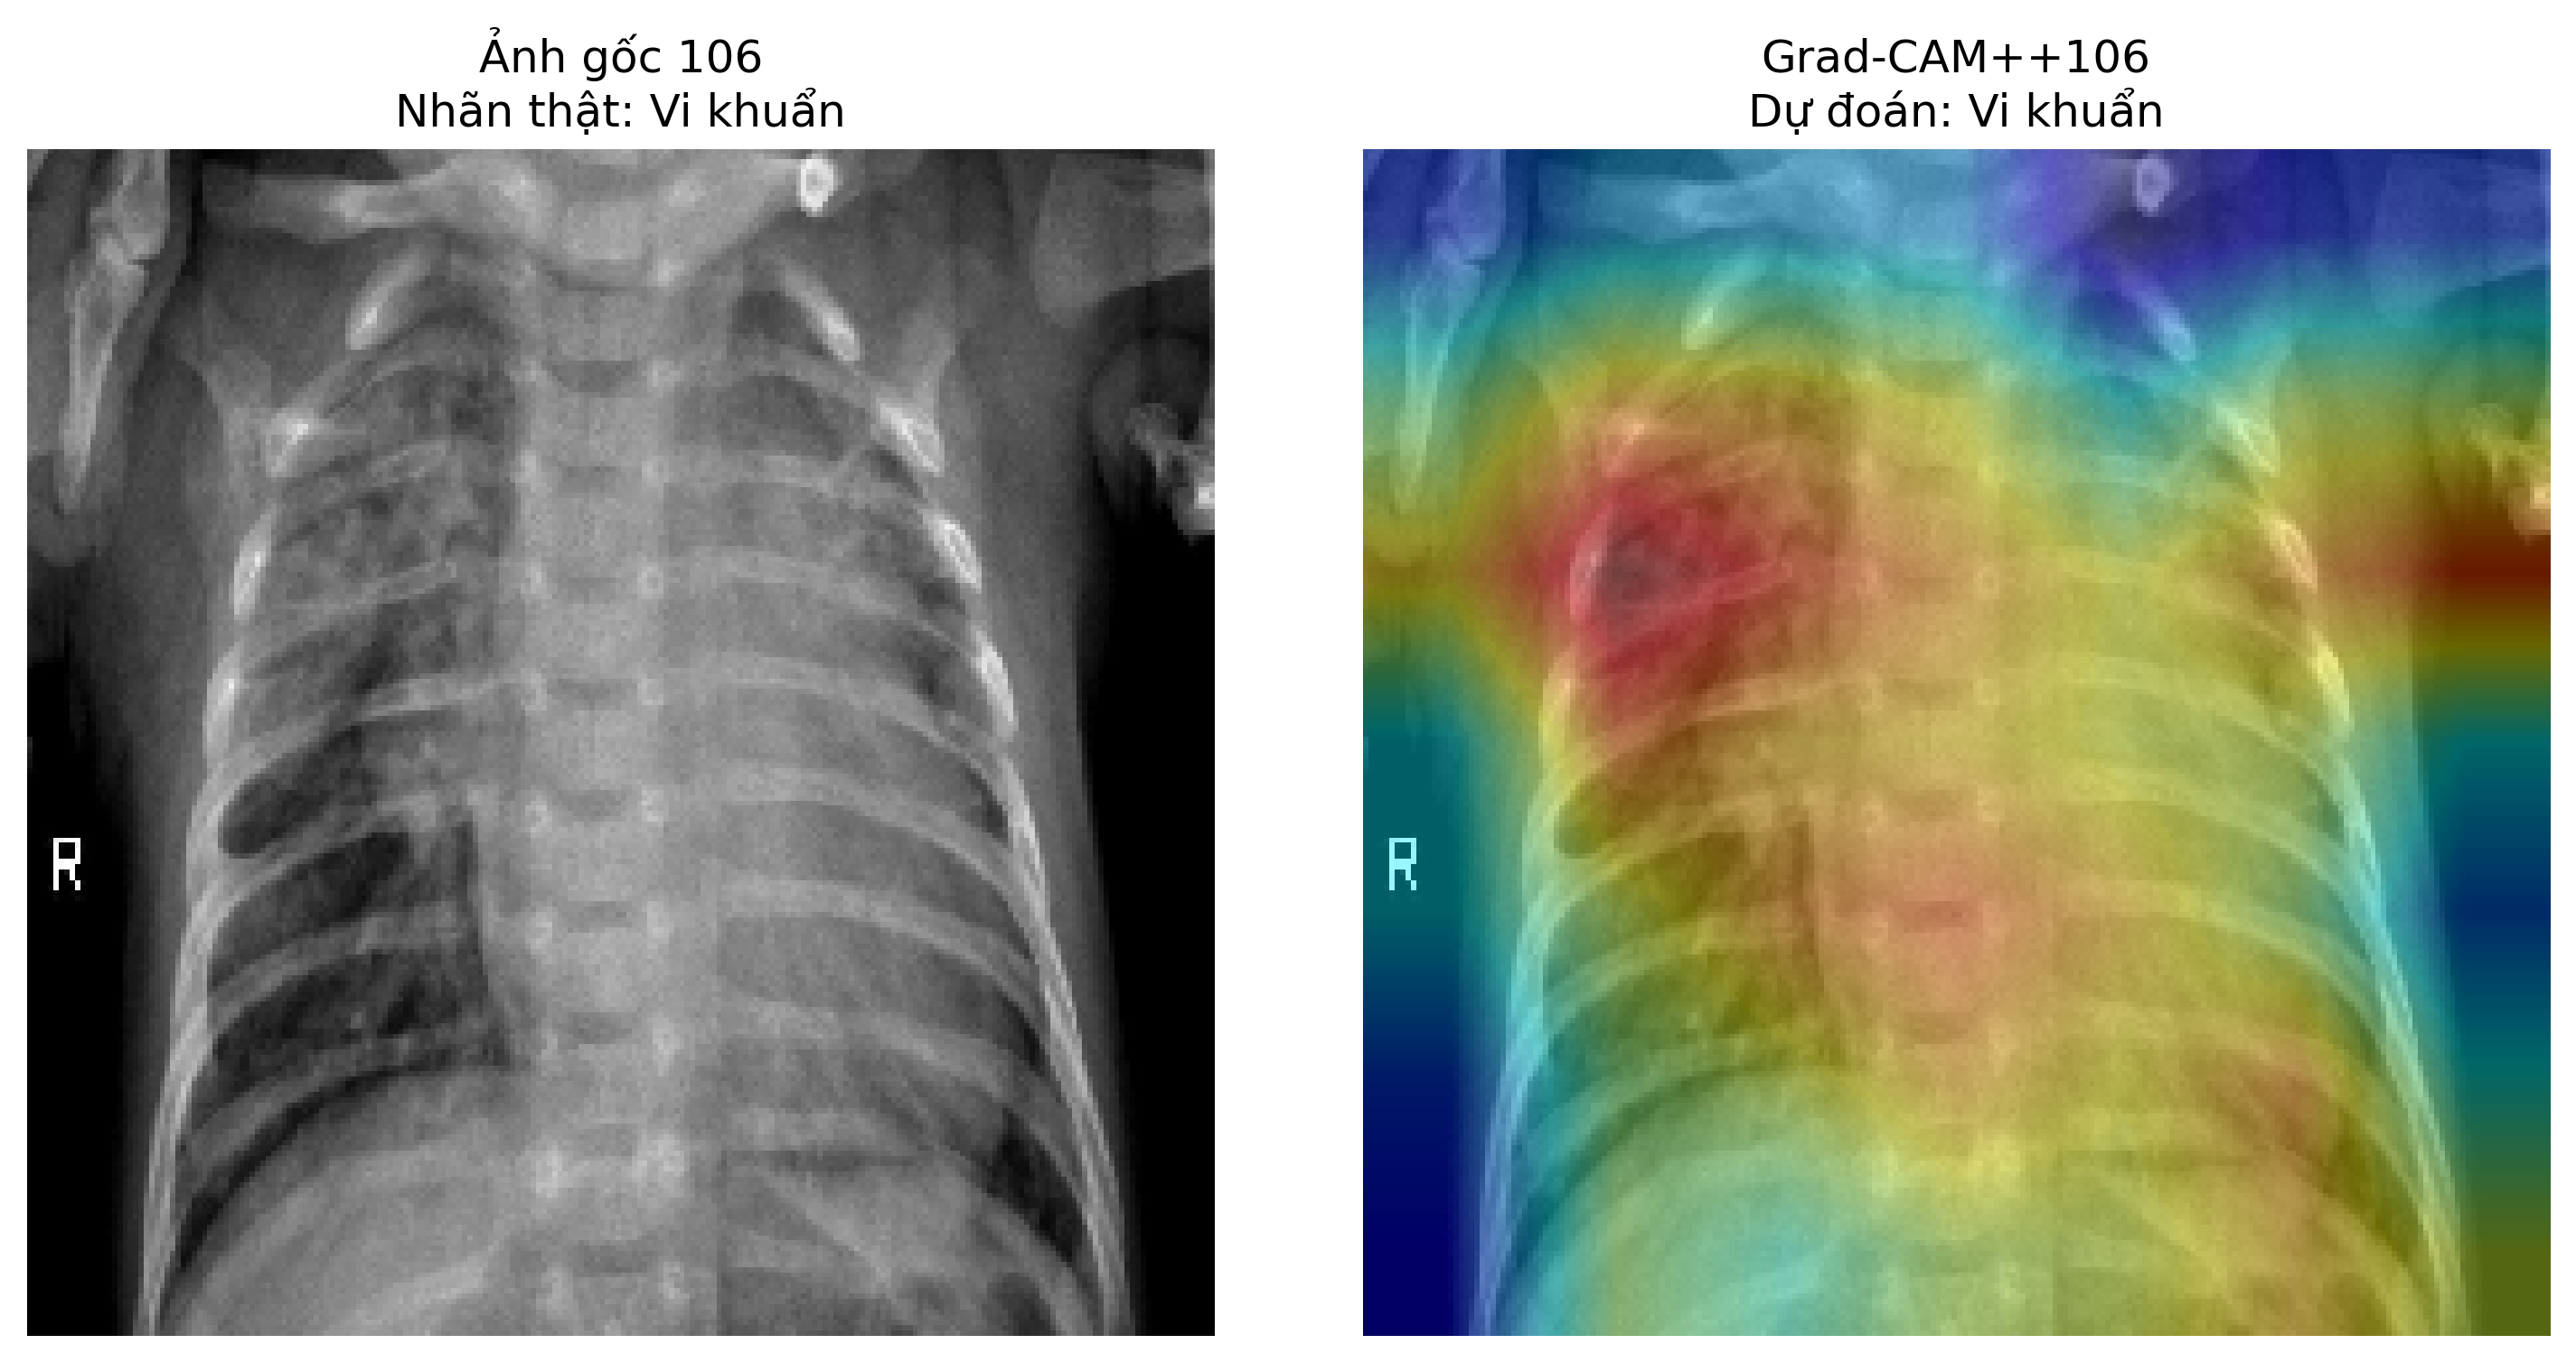 Ảnh gốc 106
Nhãn thật: Vi khuẩn
Grad-CAM++106
Dự đoán: Vi khuẩn
R
R